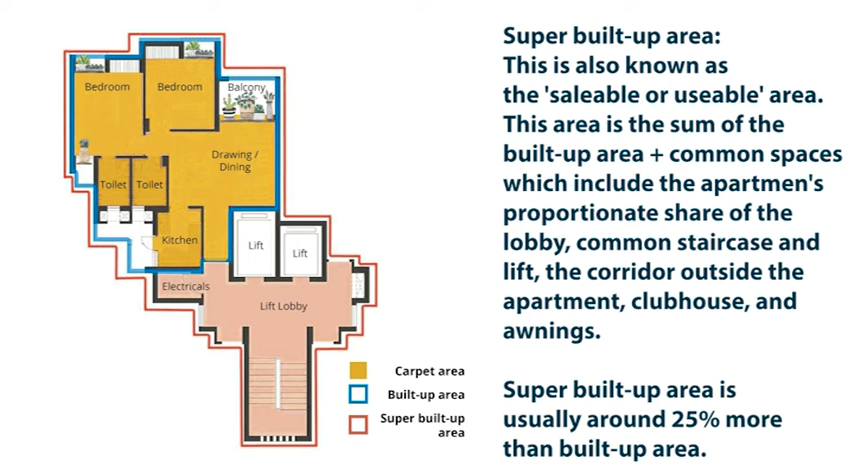 Bedroom
Bedroom
Balcony
Drawing /
Dining
Toilet
Toilet
Kitchen
Lift
Lift
Electricals
Lift Lobby
Carpet area
Built-up area
Super built-up
area
Super built-up area:
This is also known as
the 'saleable or useable' area.
This area is the sum of the
built-up area + common spaces
which include the apartmen's
proportionate share of the
lobby, common staircase and
lift, the corridor outside the
apartment, clubhouse, and
awnings.
Super built-up area is
usually around 25% more
than built-up area.